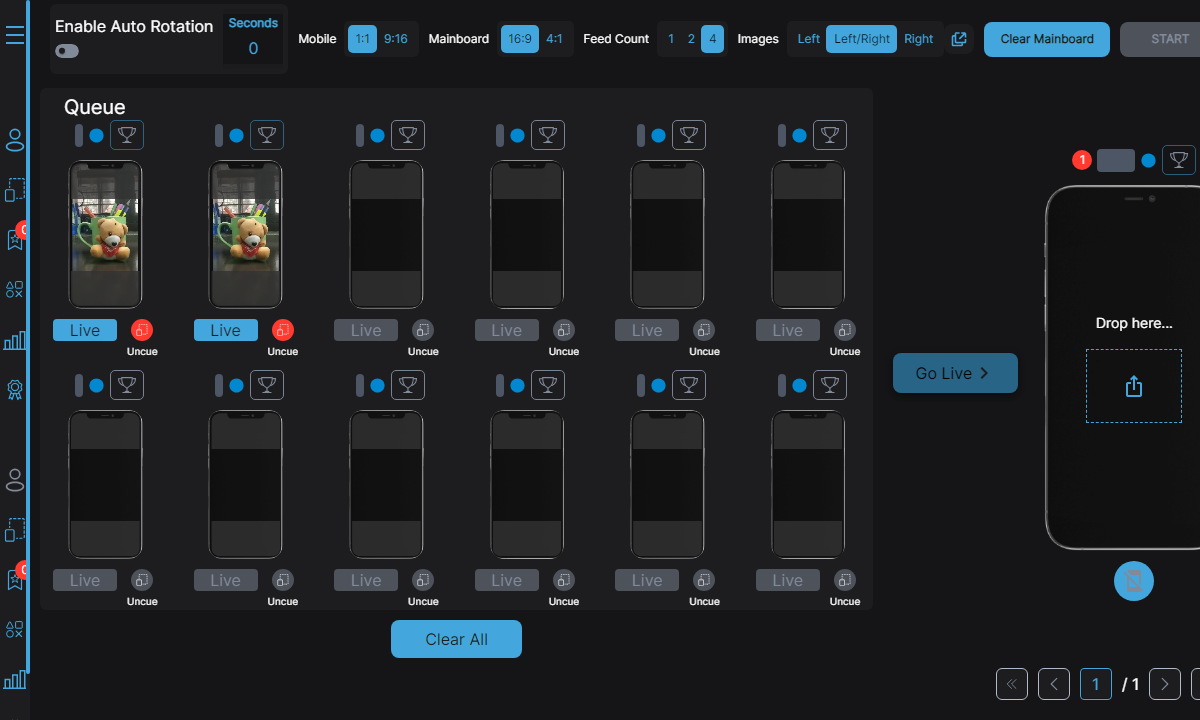 Enable Auto Rotation
Seconds
0
Mobile 1:1 9:16 Mainboard 16:9 4:1 Feed Count 1 2 4 Images Left Left/Right Right Clear Mainboard START
Queue
1
Drop here...
Live Live Live Live Live Live
Uncue Uncue Uncue Uncue Uncue Uncue
Go Live >
Live Live Live Live Live Live
Uncue Uncue Uncue Uncue Uncue Uncue
Clear All
1 / 1